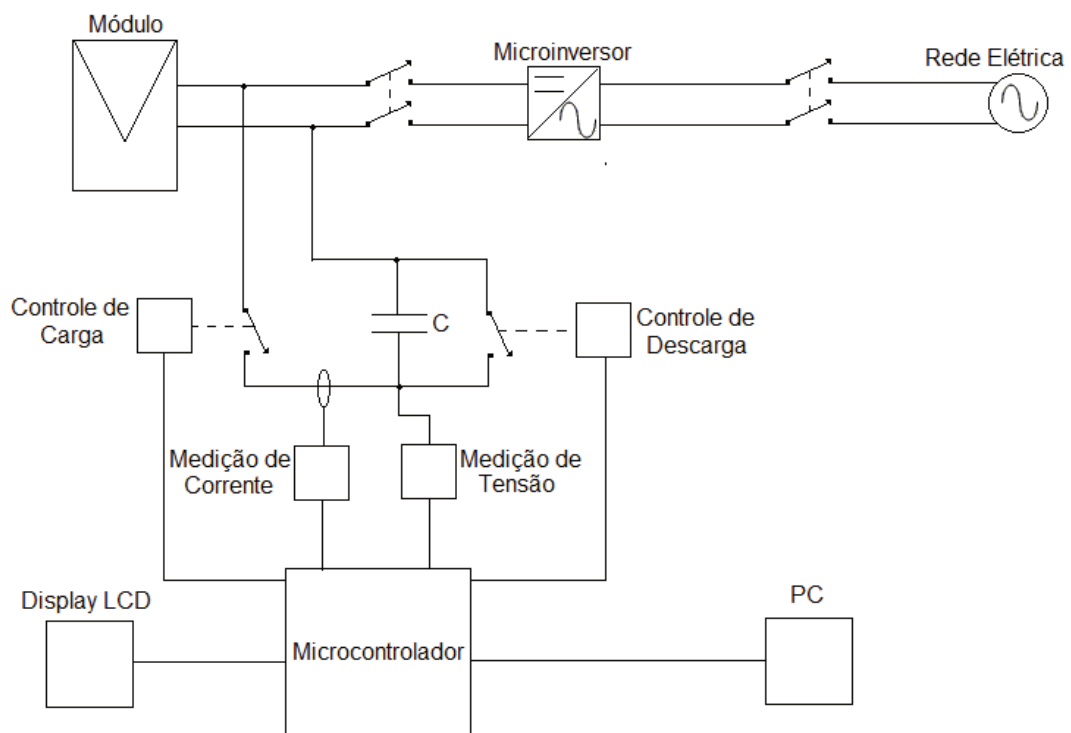 Módulo
Microinversor
Rede Elétrica
Controle de
Carga
C
Controle de
Descarga
Medição de
Corrente
Medição de
Tensão
Display LCD
Microcontrolador
PC